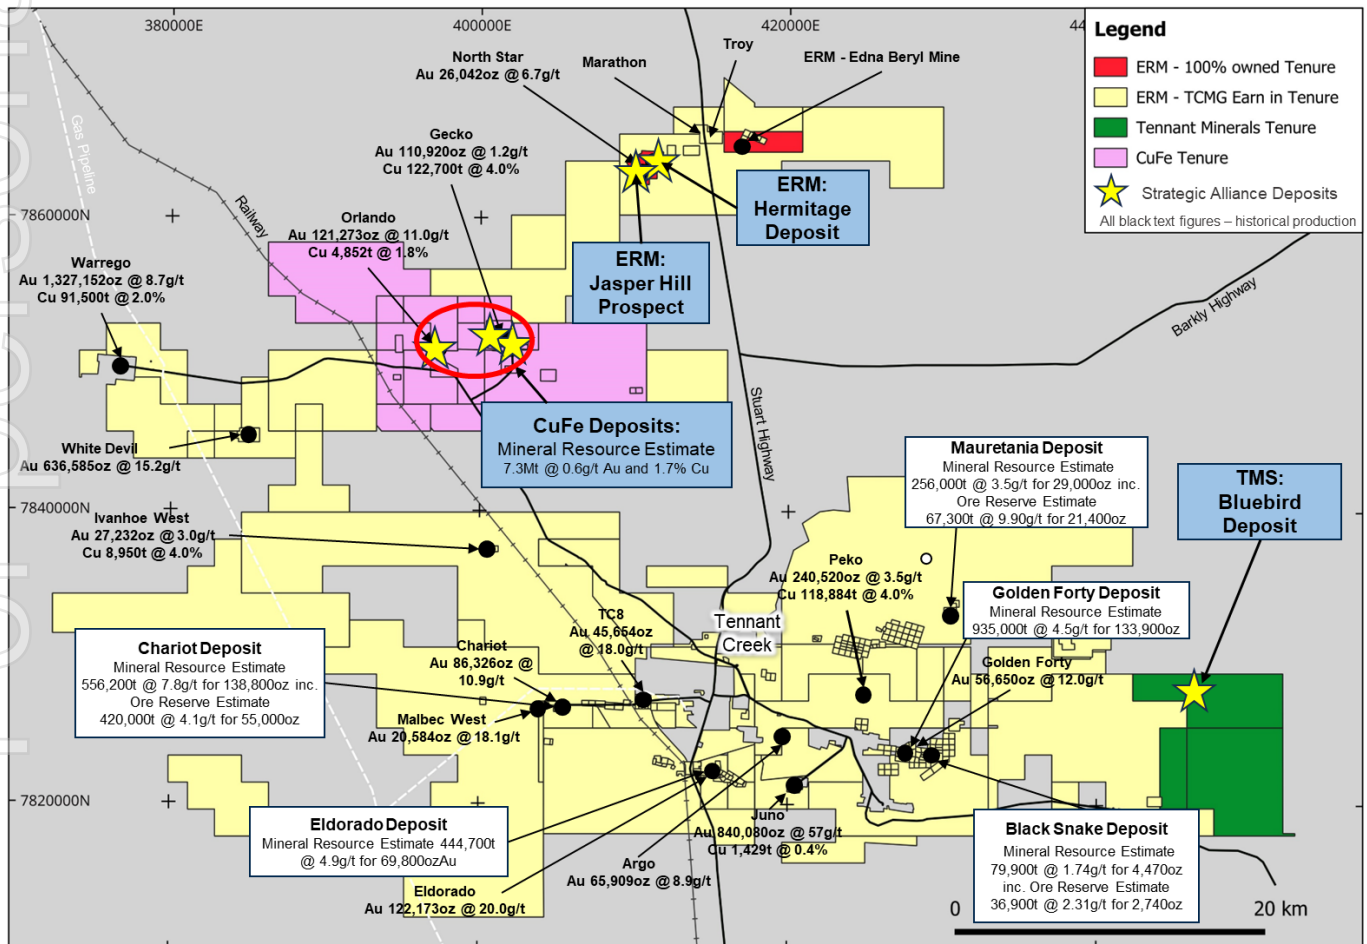 380000E
400000E
420000E
Legend
ERM - 100% owned Tenure
ERM - TCMG Earn in Tenure
Tennant Minerals Tenure
CuFe Tenure
Strategic Alliance Deposits
All black text figures – historical production
North Star
Au 26,042oz @ 6.7g/t
Marathon
Troy
ERM - Edna Beryl Mine
Gas Pipeline
Railway
Gecko
Au 110,920oz @ 1.2g/t
Cu 122,700t @ 4.0%
ERM:
Hermitage
Deposit
7860000N
Orlando
Au 121,273oz @ 11.0g/t
Cu 4,852t @ 1.8%
ERM:
Jasper Hill
Prospect
Warrego
Au 1,327,152oz @ 8.7g/t
Cu 91,500t @ 2.0%
Barkly Highway
Stuart Highway
CuFe Deposits:
Mineral Resource Estimate
7.3Mt @ 0.6g/t Au and 1.7% Cu
White Devil
Au 636,585oz @ 15.2g/t
Mauretania Deposit
Mineral Resource Estimate
256,000t @ 3.5g/t for 29,000oz inc.
Ore Reserve Estimate
67,300t @ 9.90g/t for 21,400oz
TMS:
Bluebird
Deposit
7840000N
Ivanhoe West
Au 27,232oz @ 3.0g/t
Cu 8,950t @ 4.0%
Peko
Au 240,520oz @ 3.5g/t
Cu 118,884t @ 4.0%
Golden Forty Deposit
Mineral Resource Estimate
935,000t @ 4.5g/t for 133,900oz
TC8
Au 45,654oz
@ 18.0g/t
Tennant
Creek
Chariot Deposit
Mineral Resource Estimate
556,200t @ 7.8g/t for 138,800oz inc.
Ore Reserve Estimate
420,000t @ 4.1g/t for 55,000oz
Chariot
Au 86,326oz @
10.9g/t
Golden Forty
Au 56,650oz @ 12.0g/t
Malbec West
Au 20,584oz @ 18.1g/t
7820000N
Eldorado Deposit
Mineral Resource Estimate 444,700t
@ 4.9g/t for 69,800ozAu
Juno
Au 840,080oz @ 57g/t
Cu 1,429t @ 0.4%
Black Snake Deposit
Mineral Resource Estimate
79,900t @ 1.74g/t for 4,470oz
inc. Ore Reserve Estimate
36,900t @ 2.31g/t for 2,740oz
Argo
Au 65,909oz @ 8.9g/t
Eldorado
Au 122,173oz @ 20.0g/t
0
20 km